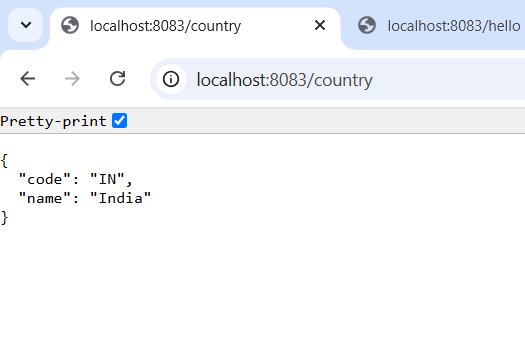 localhost:8083/country
localhost:8083/hello
localhost:8083/country
Pretty-print
{
  "code": "IN",
  "name": "India"
}